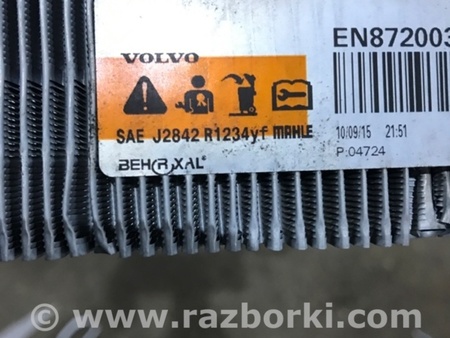 VOLVO
EN872003
SAE J2842 R1234yf MAHLE
10/09/15 21:51
P:04724
BEHR XAL®
www.razborki.com